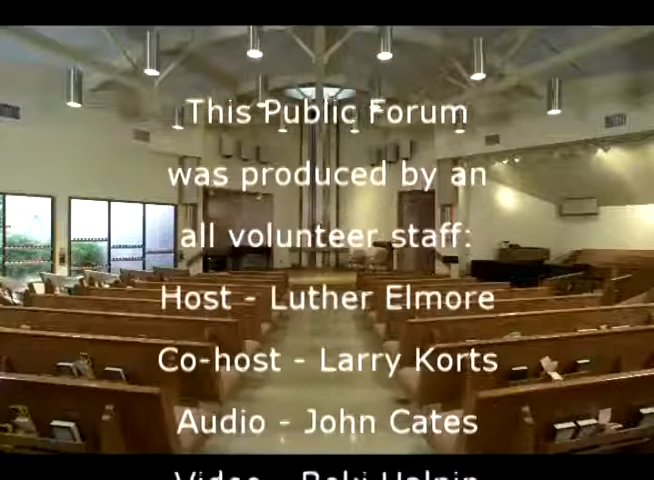 This Public Forum
was produced by an
all volunteer staff:
Host - Luther Elmore
Co-host - Larry Korts
Audio - John Cates
Video -